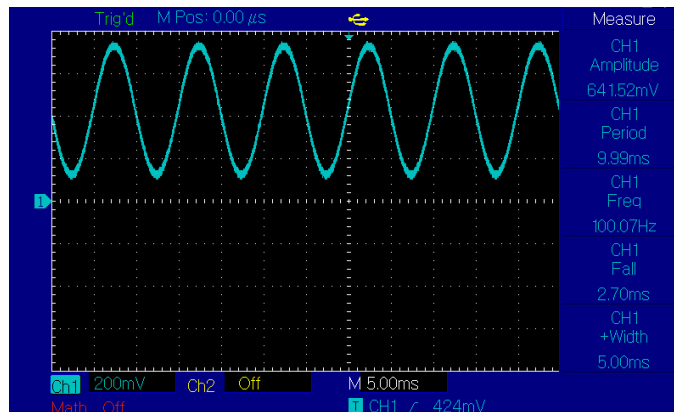 Trig'd M Pos: 0.00 μs Measure
CH1
Amplitude
641.52mV
CH1
Period
9.99ms
CH1
Freq
100.07Hz
CH1
Fall
2.70ms
CH1
+Width
5.00ms
1
Ch1 200mV Ch2 Off M 5.00ms
Math Off T CH1 / 424mV